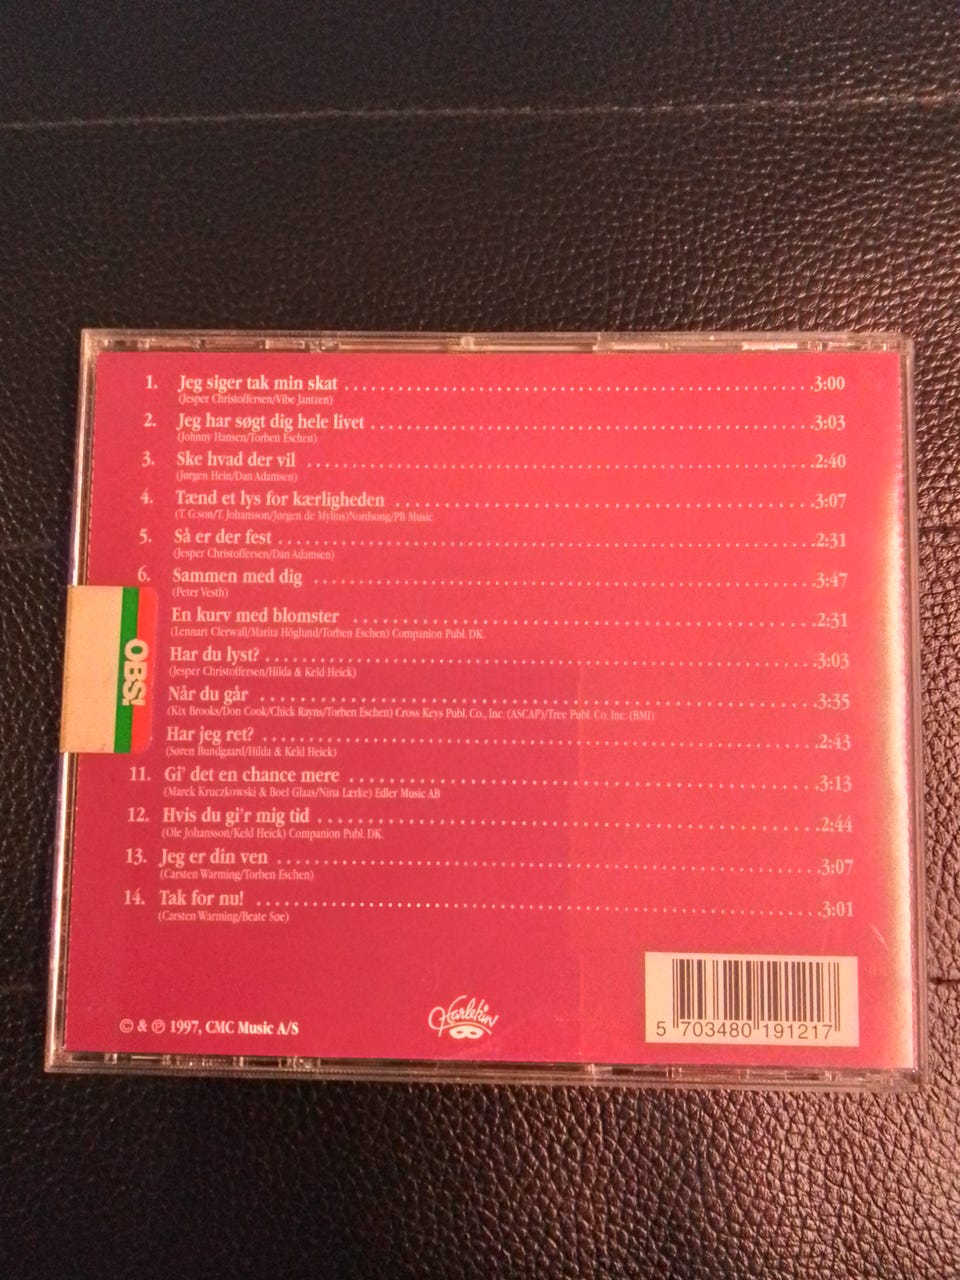 1. Jeg siger tak min skat ........ 3:00
(Jesper Christoffersen/Vibe Jantzen)
2. Jeg har søgt dig hele livet ........ 3:03
(Johnny Hansen/Torben Eschen)
3. Ske hvad der vil ........ 2:40
(Jørgen Hein/Dan Adamsen)
4. Tænd et lys for kærligheden ........ 3:07
(T. G:son/T. Johansson/Jørgen de Mylius)Nordsong/PB Music
5. Så er der fest ........ 2:31
(Jesper Christoffersen/Dan Adamsen)
6. Sammen med dig ........ 3:47
(Peter Vesth)
En kurv med blomster ........ 2:31
(Lennart Clerwall/Marita Höglund/Torben Eschen) Companion Publ. DK.
Har du lyst? ........ 3:03
(Jesper Christoffersen/Hilda & Keld Heick)
Når du går ........ 3:35
(Kix Brooks/Don Cook/Chick Rayns/Torben Eschen) Cross Keys Publ. Co., Inc. (ASCAP)/Tree Publ. Co. Inc. (BMI)
Har jeg ret? ........ 2:43
(Søren Bundgaard/Hilda & Keld Heick)
11. Gi' det en chance mere ........ 3:13
(Marek Kruczkowski & Boel Glaas/Nina Lærke) Edler Music AB
12. Hvis du gi'r mig tid ........ 2:44
(Ole Johansson/Keld Heick) Companion Publ. DK.
13. Jeg er din ven ........ 3:07
(Carsten Warming/Torben Eschen)
14. Tak for nu! ........ 3:01
(Carsten Warming/Beate Søe)
OBS!
© & ℗ 1997, CMC Music A/S
Harlekin
5 703480 191217